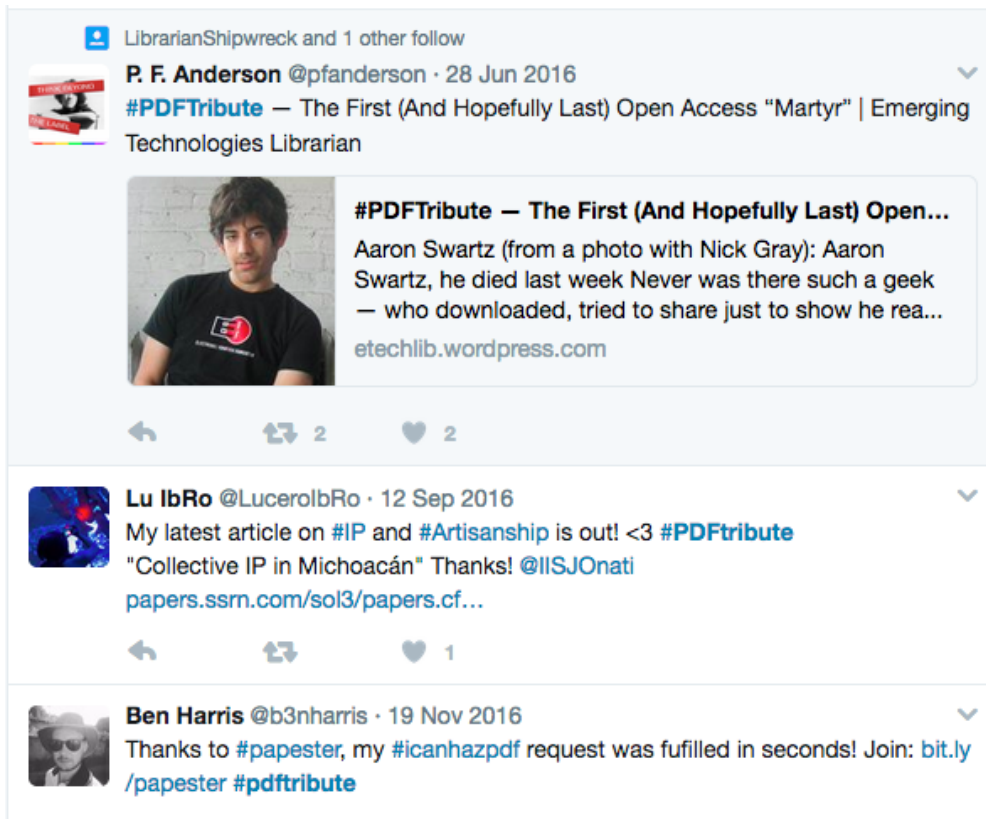 LibrarianShipwreck and 1 other follow
P. F. Anderson @pfanderson · 28 Jun 2016
#PDFTribute — The First (And Hopefully Last) Open Access “Martyr” | Emerging
Technologies Librarian
THINK BEYOND
THE LABEL
#PDFTribute — The First (And Hopefully Last) Open...
Aaron Swartz (from a photo with Nick Gray): Aaron
Swartz, he died last week Never was there such a geek
— who downloaded, tried to share just to show he rea...
etechlib.wordpress.com
2
2
Lu IbRo @LuceroIbRo · 12 Sep 2016
My latest article on #IP and #Artisanship is out! <3 #PDFtribute
"Collective IP in Michoacán" Thanks! @IISJOnati
papers.ssrn.com/sol3/papers.cf...
1
Ben Harris @b3nharris · 19 Nov 2016
Thanks to #papester, my #icanhazpdf request was fufilled in seconds! Join: bit.ly
/papester #pdftribute